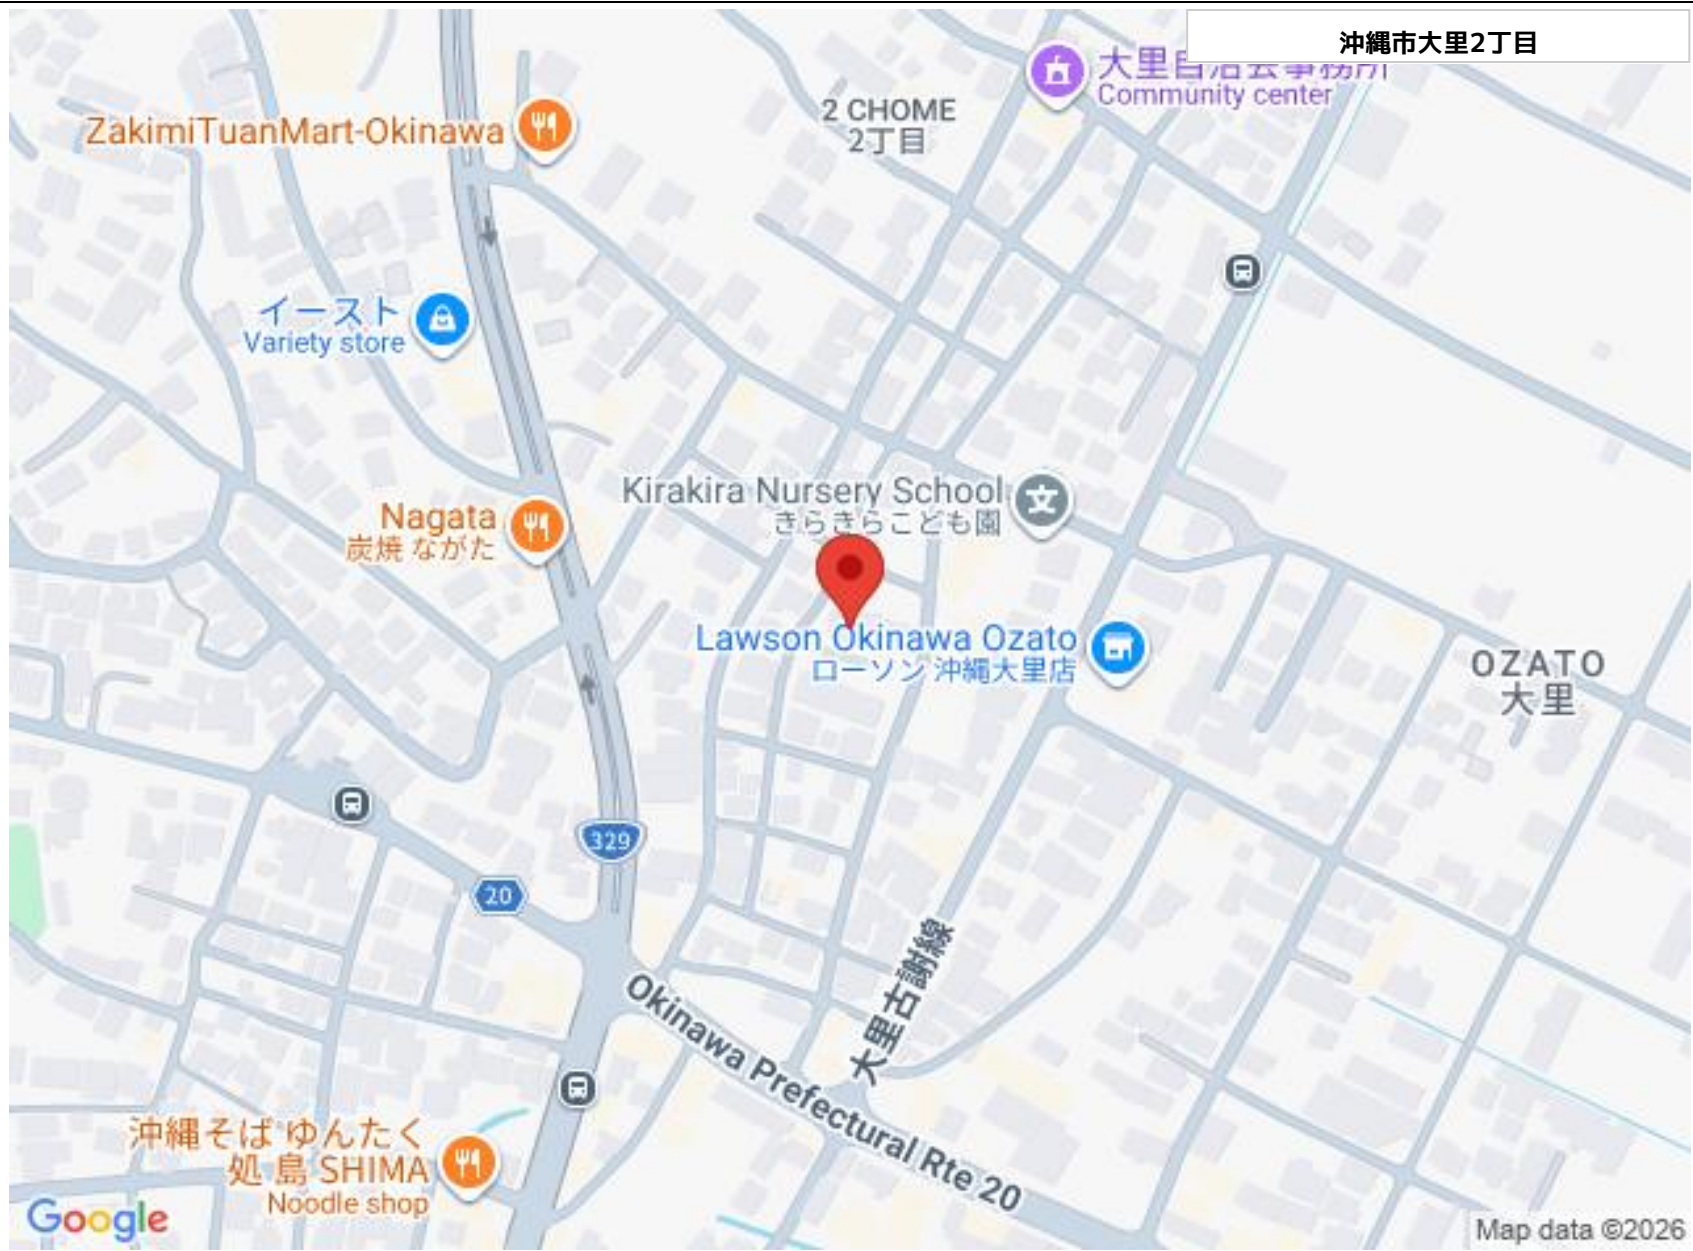 沖縄市大里2丁目
大里自治会事務所
Community center
2 CHOME
2丁目
ZakimiTuanMart-Okinawa
イースト
Variety store
Kirakira Nursery School
きらきらこども園
Nagata
炭焼 ながた
Lawson Okinawa Ozato
ローソン 沖縄大里店
OZATO
大里
329
20
大里古謝線
Okinawa Prefectural Rte 20
沖縄そば ゆんたく
処 島 SHIMA
Noodle shop
Google
Map data ©2026